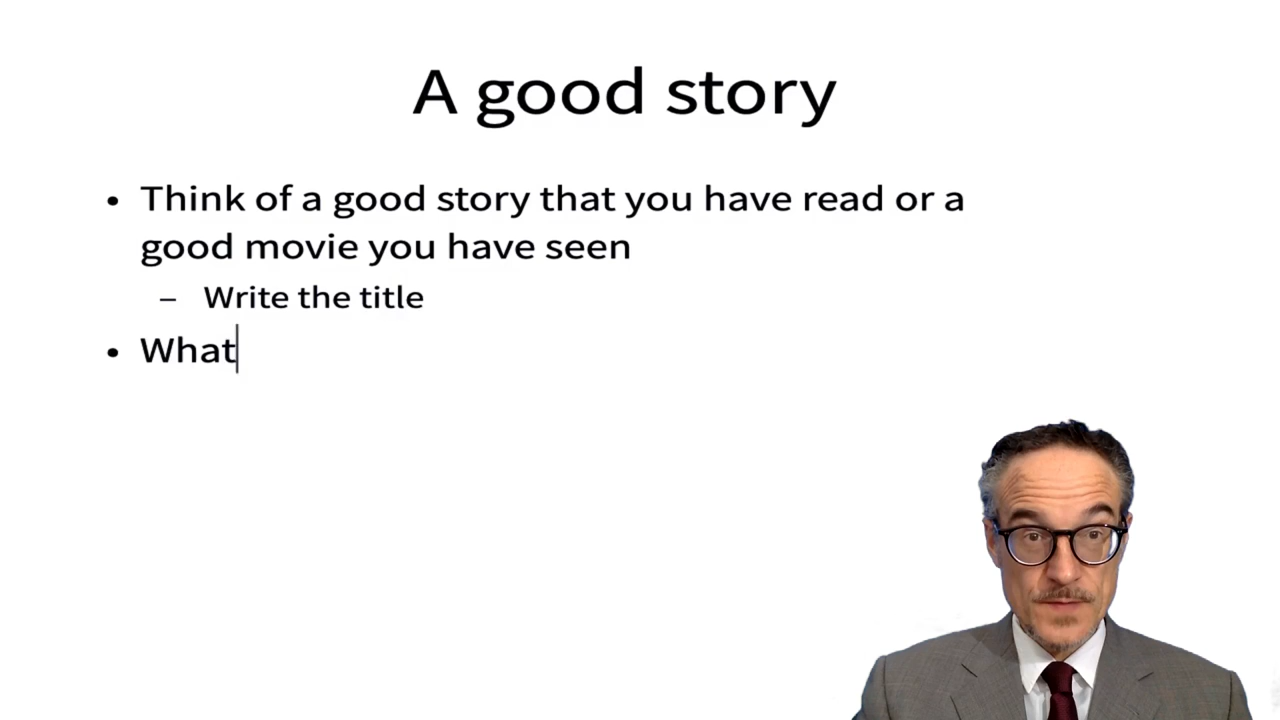 A good story
• Think of a good story that you have read or a
good movie you have seen
– Write the title
• What